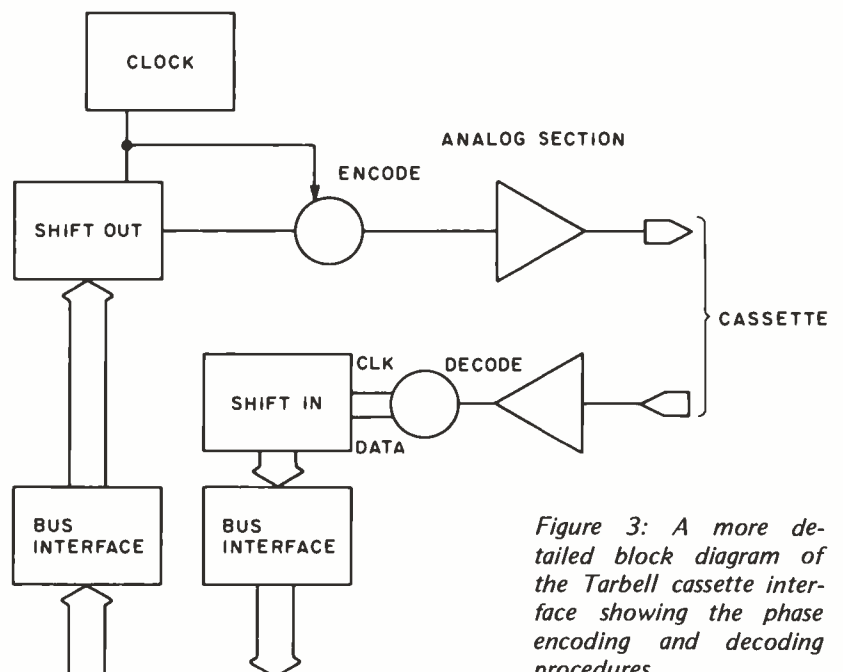 CLOCK
ANALOG SECTION
ENCODE
SHIFT OUT
CASSETTE
CLK
DECODE
SHIFT IN
DATA
BUS
INTERFACE
BUS
INTERFACE
Figure 3: A more de-
tailed block diagram of
the Tarbell cassette inter-
face showing the phase
encoding and decoding
procedures